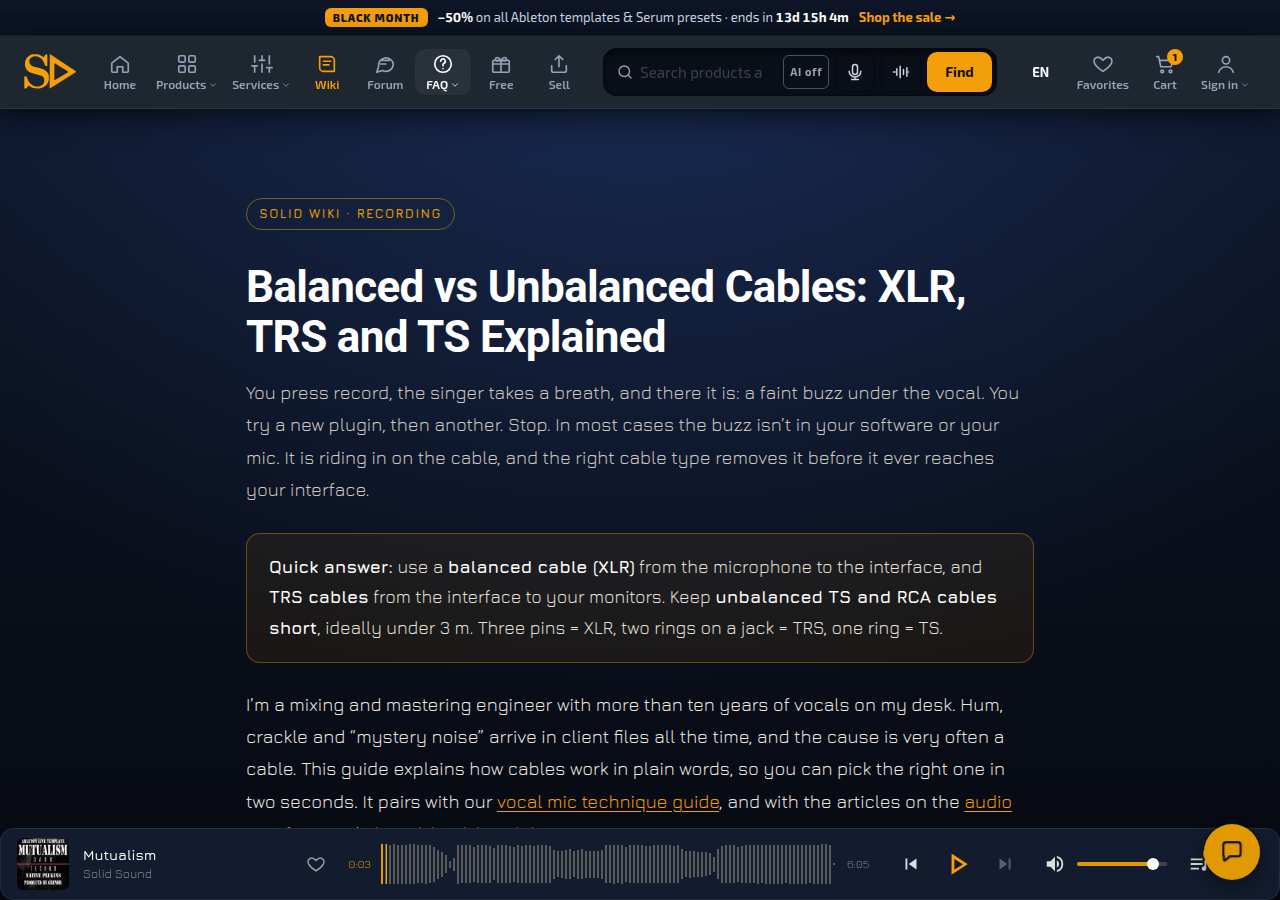 BLACK MONTH −50% on all Ableton templates & Serum presets · ends in 13d 15h 4m Shop the sale →
Home Products Services Wiki Forum FAQ Free Sell Search products a AI off Find EN Favorites 1 Cart Sign in
SOLID WIKI · RECORDING
Balanced vs Unbalanced Cables: XLR,
TRS and TS Explained
You press record, the singer takes a breath, and there it is: a faint buzz under the vocal. You
try a new plugin, then another. Stop. In most cases the buzz isn’t in your software or your
mic. It is riding in on the cable, and the right cable type removes it before it ever reaches
your interface.
Quick answer: use a balanced cable (XLR) from the microphone to the interface, and
TRS cables from the interface to your monitors. Keep unbalanced TS and RCA cables
short, ideally under 3 m. Three pins = XLR, two rings on a jack = TRS, one ring = TS.
I’m a mixing and mastering engineer with more than ten years of vocals on my desk. Hum,
crackle and “mystery noise” arrive in client files all the time, and the cause is very often a
cable. This guide explains how cables work in plain words, so you can pick the right one in
two seconds. It pairs with our vocal mic technique guide, and with the articles on the audio
MUTUALISM
Mutualism
Solid Sound
0:03
6:05